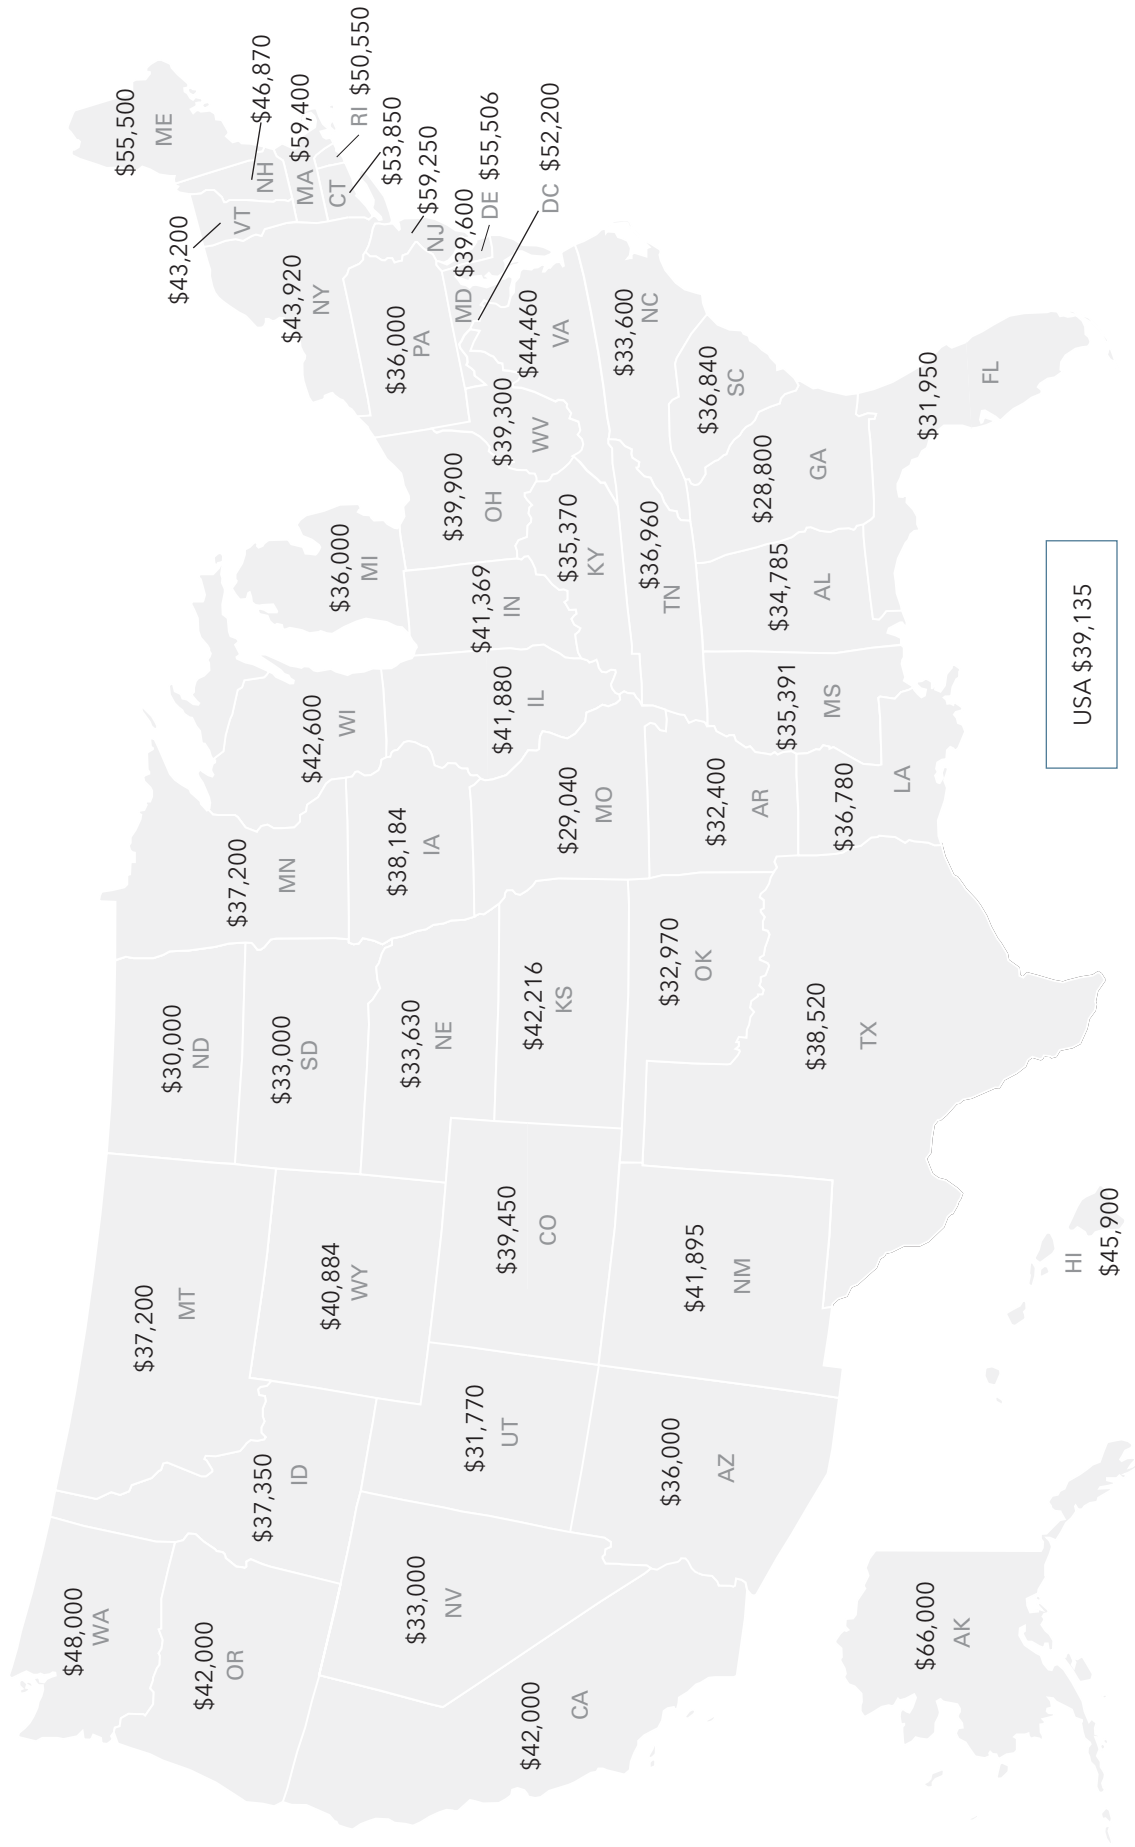 $48,000
WA
$42,000
OR
$42,000
CA
$33,000
NV
$37,350
ID
$37,200
MT
$40,884
WY
$31,770
UT
$36,000
AZ
$39,450
CO
$41,895
NM
$30,000
ND
$33,000
SD
$33,630
NE
$42,216
KS
$32,970
OK
$38,520
TX
$37,200
MN
$38,184
IA
$29,040
MO
$32,400
AR
$36,780
LA
$42,600
WI
$41,880
IL
$35,391
MS
$36,000
MI
$41,369
IN
$39,900
OH
$35,370
KY
$36,960
TN
$34,785
AL
$28,800
GA
$31,950
FL
$36,840
SC
$33,600
NC
$44,460
VA
$39,300
WV
$36,000
PA
$43,920
NY
$43,200
VT
$55,500
ME
NH
$46,870
MA $59,400
RI $50,550
CT
$53,850
NJ
$59,250
MD $39,600
DE $55,506
DC $52,200
$66,000
AK
HI
$45,900
USA $39,135